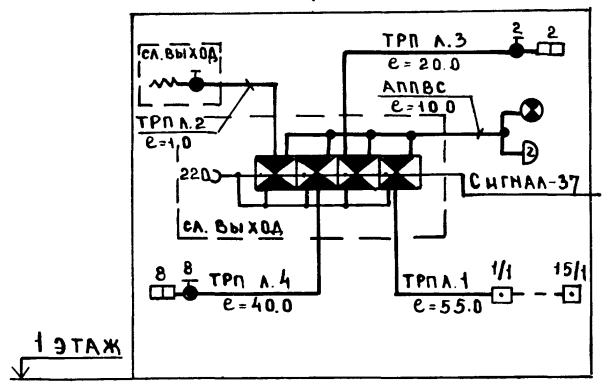 2 2
ТРП Л.3
е=20.0
СЛ. ВЫХОД
АППВС
е=10.0
ТРП Л.2
е=1,0
2
220
СИГНАЛ-37
СЛ. ВЫХОД
8 8
ТРП Л.4
е=40.0
ТРП Л.1
е=55.0
1/1 15/1
1 ЭТАЖ